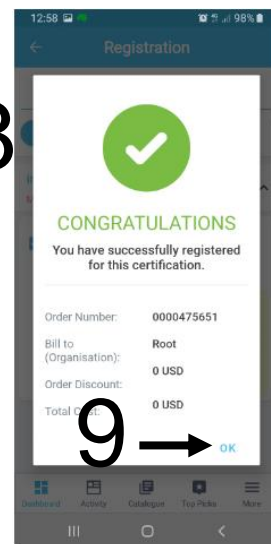 12:58 98%
Registration
8
CONGRATULATIONS
You have successfully registered
for this certification.
Order Number: 0000475651
Bill to Root
(Organisation):
0 USD
Order Discount:
Total Cost: 0 USD
9
OK
Dashboard Activity Catalogue Top Picks More